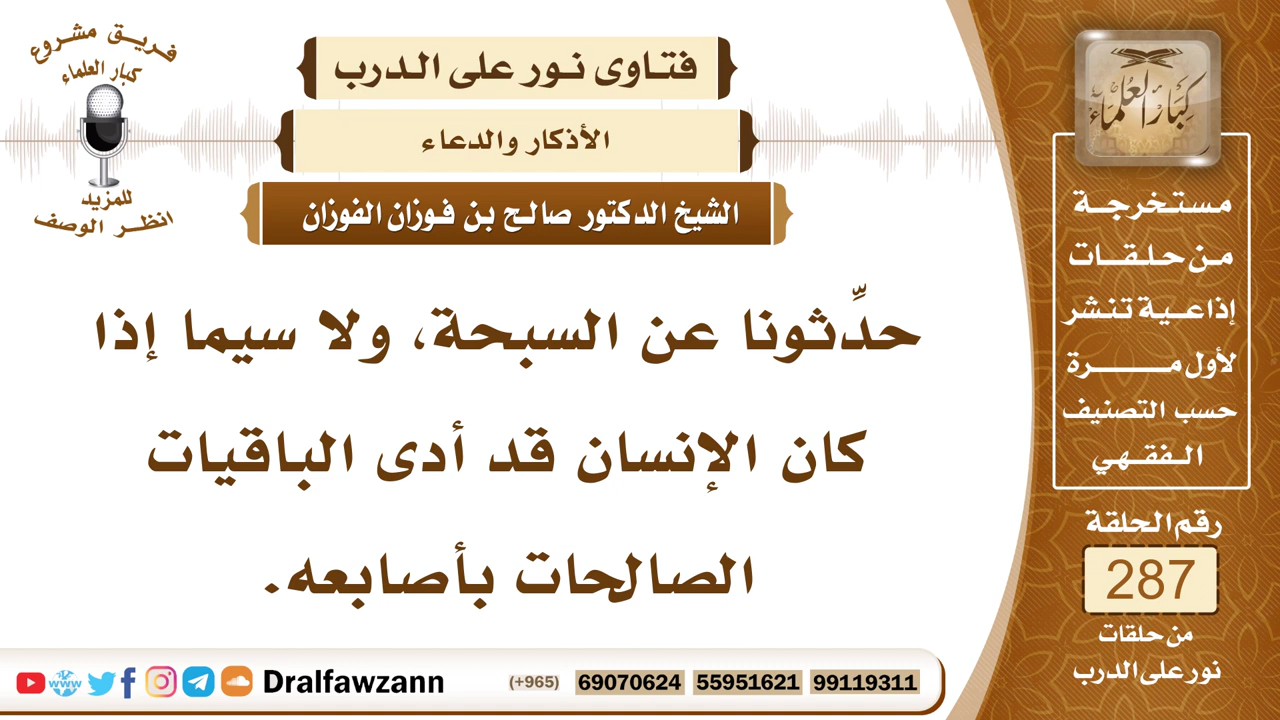 فريق مشروع
كبار العلماء
للمزيد
انظر الوصف
فتاوى نور على الدرب
الأذكار والدعاء
الشيخ الدكتور صالح بن فوزان الفوزان
حدِّثونا عن السبحة، ولا سيما إذا
كان الإنسان قد أدى الباقيات
الصالحات بأصابعه.
كبار العلماء
مستخرجة
من حلقات
إذاعية تنشر
لأول مرة
حسب التصنيف
الفقهي
رقم الحلقة
287
من حلقات
نور على الدرب
www Dralfawzann (+965) 69070624 55951621 99119311